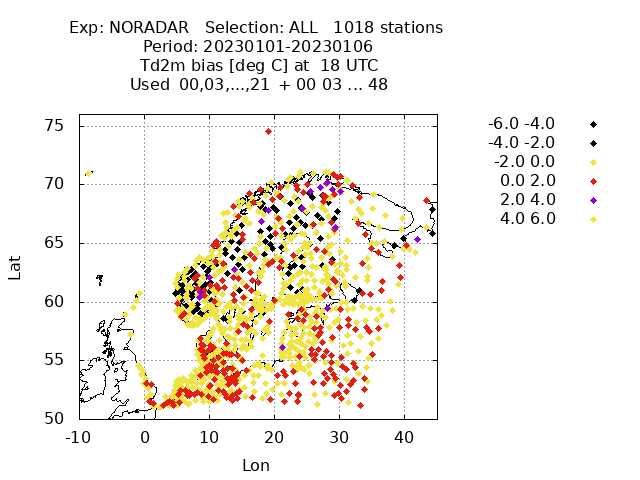 Exp: NORADAR   Selection: ALL   1018 stations
Period: 20230101-20230106
Td2m bias [deg C] at  18 UTC
Used  00,03,...,21  + 00 03 ... 48
-6.0 -4.0
-4.0 -2.0
-2.0 0.0
0.0 2.0
2.0 4.0
4.0 6.0
75
70
65
60
55
50
Lat
-10 0 10 20 30 40
Lon